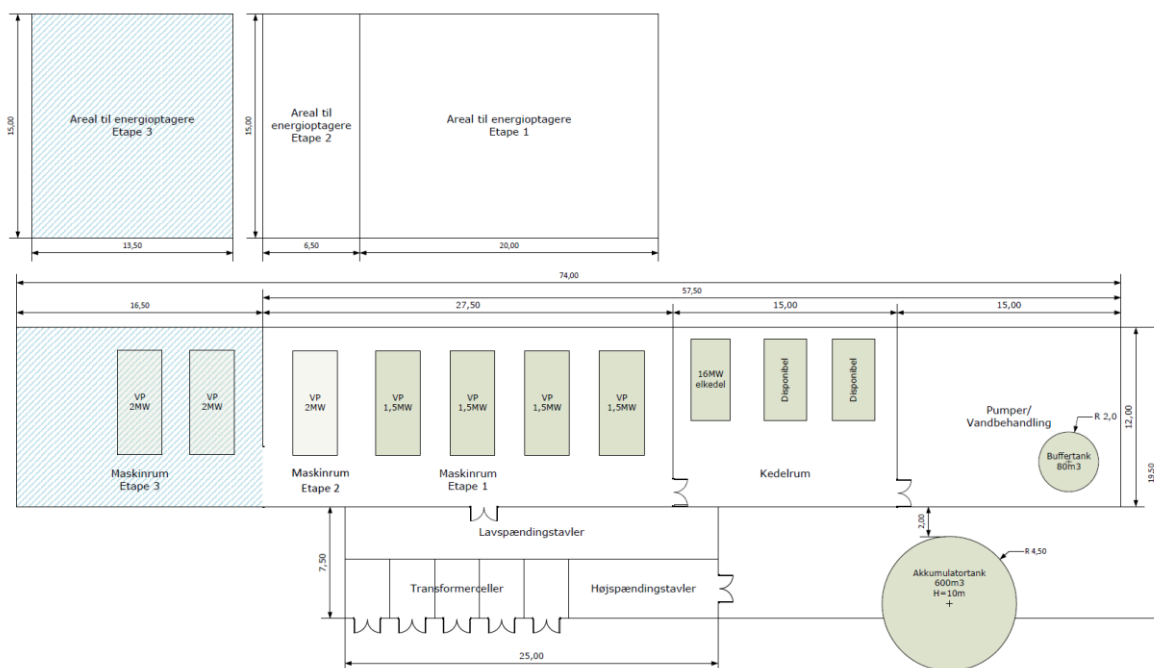 Areal til energioptagere
Etape 3
Areal til
energioptagere
Etape 2
Areal til energioptagere
Etape 1
15,00
15,00
13,50
6,50
20,00
74,00
57,50
16,50
27,50
15,00
15,00
VP
2MW
VP
2MW
VP
2MW
VP
1,5MW
VP
1,5MW
VP
1,5MW
VP
1,5MW
16MW
elkedel
Disponibel
Disponibel
Pumper/
Vandbehandling
R 2,0
Buffertank
80m3
12,00
19,50
Maskinrum
Etape 3
Maskinrum
Etape 2
Maskinrum
Etape 1
Kedelrum
Lavspændingstavler
7,50
2,00
R 4,50
Transformerceller
Højspændingstavler
Akkumulatortank
600m3
H=10m
25,00